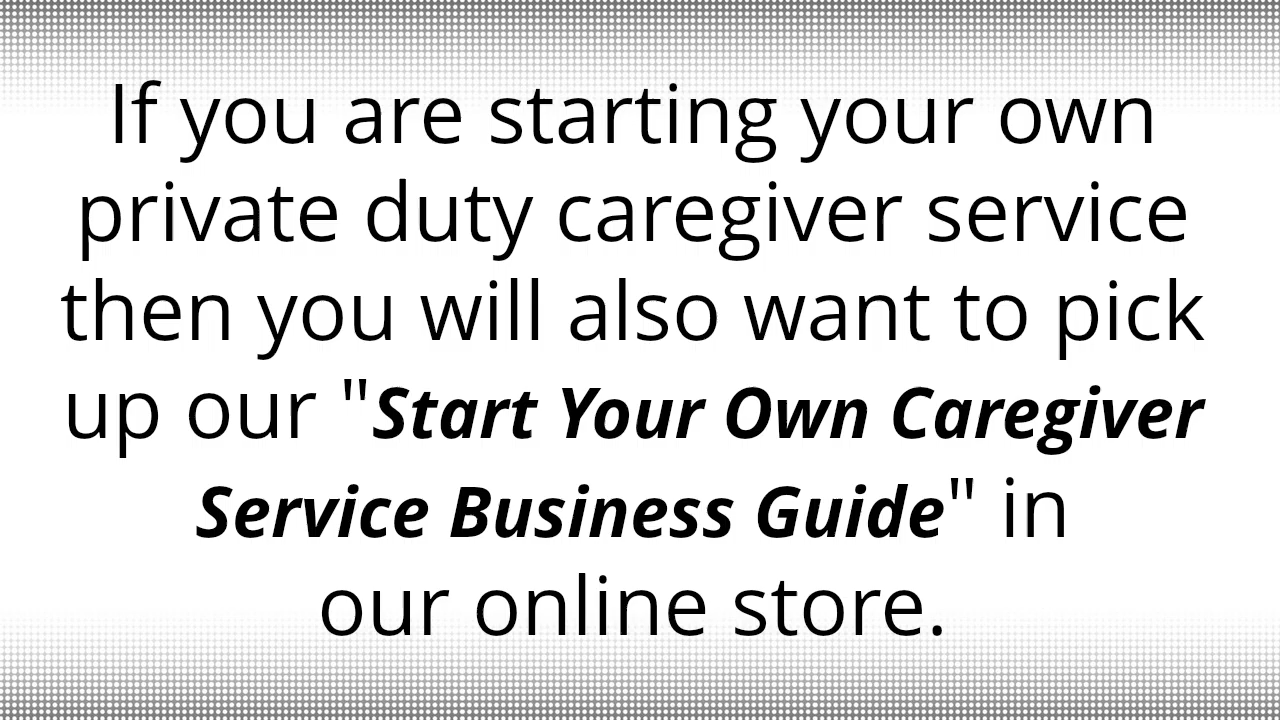 If you are starting your own
private duty caregiver service
then you will also want to pick
up our "Start Your Own Caregiver
Service Business Guide" in
our online store.